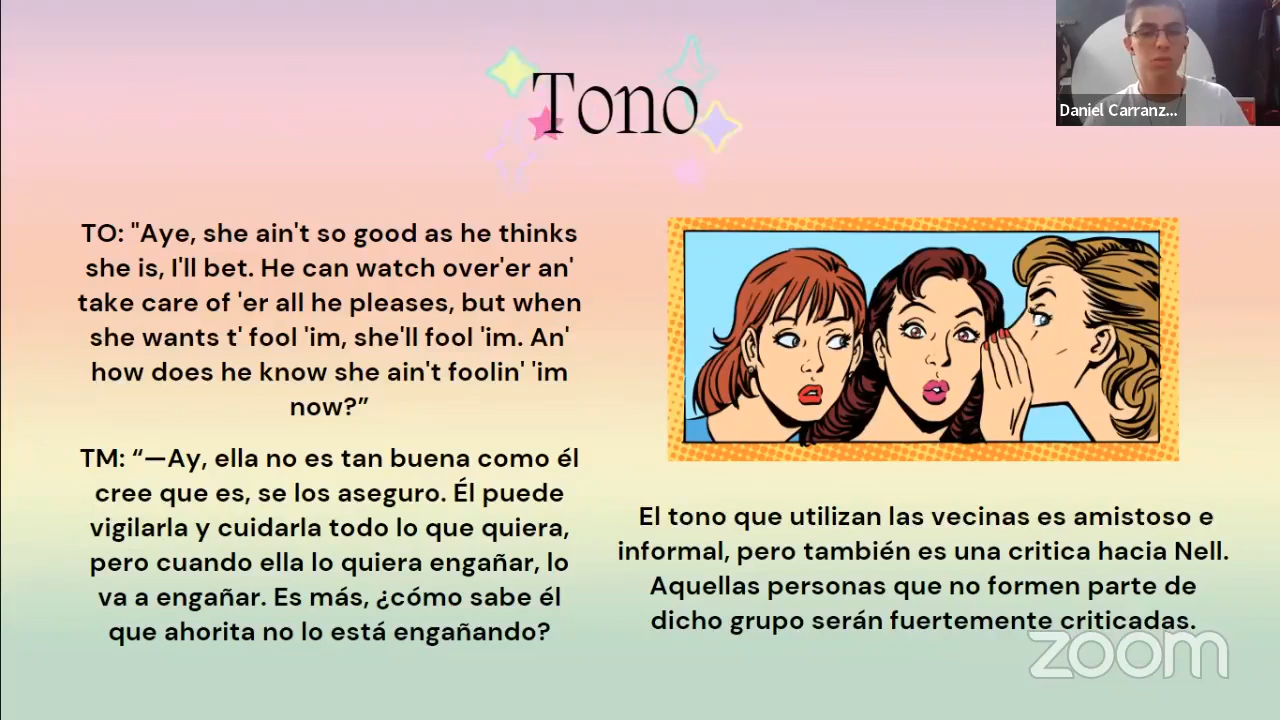 Tono
Daniel Carranz...
TO: "Aye, she ain't so good as he thinks
she is, I'll bet. He can watch over'er an'
take care of 'er all he pleases, but when
she wants t' fool 'im, she'll fool 'im. An'
how does he know she ain't foolin' 'im
now?”
TM: “—Ay, ella no es tan buena como él
cree que es, se los aseguro. Él puede
vigilarla y cuidarla todo lo que quiera,
pero cuando ella lo quiera engañar, lo
va a engañar. Es más, ¿cómo sabe él
que ahorita no lo está engañando?
El tono que utilizan las vecinas es amistoso e
informal, pero también es una critica hacia Nell.
Aquellas personas que no formen parte de
dicho grupo serán fuertemente criticadas.
zoom